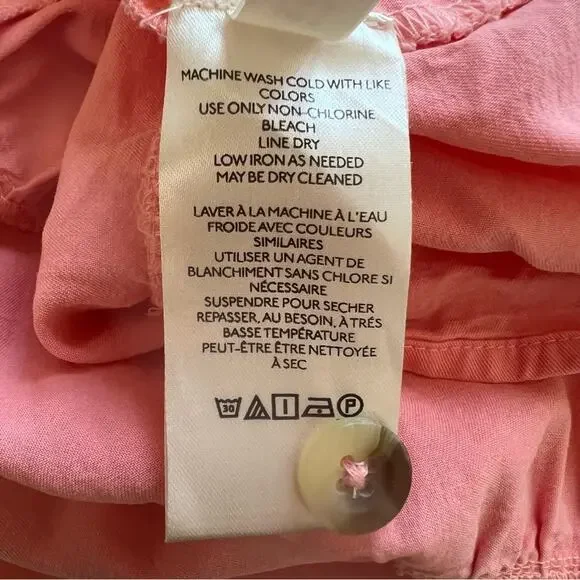 MACHINE WASH COLD WITH LIKE
COLORS
USE ONLY NON-CHLORINE
BLEACH
LINE DRY
LOW IRON AS NEEDED
MAY BE DRY CLEANED
LAVER À LA MACHINE À L'EAU
FROIDE AVEC COULEURS
SIMILAIRES
UTILISER UN AGENT DE
BLANCHIMENT SANS CHLORE SI
NÉCESSAIRE
SUSPENDRE POUR SECHER
REPASSER, AU BESOIN, À TRÉS
BASSE TEMPÉRATURE
PEUT-ÊTRE ÊTRE NETTOYÉE
À SEC
30 P